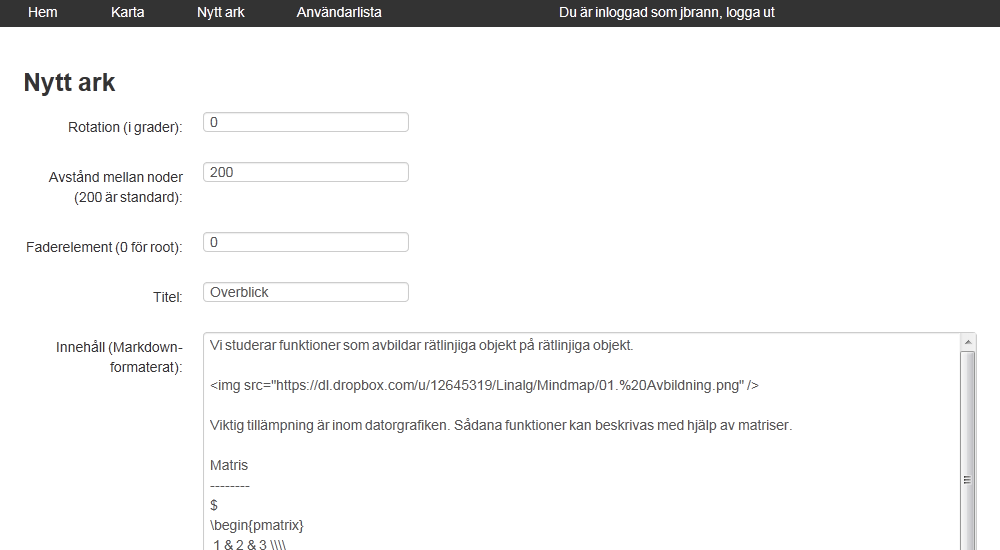 Hem Karta Nytt ark Användarlista Du är inloggad som jbrann, logga ut
Nytt ark
Rotation (i grader): 0
Avstånd mellan noder 200
(200 är standard):
Faderelement (0 för root): 0
Titel: Overblick
Innehåll (Markdown-
formaterat):
Vi studerar funktioner som avbildar rätlinjiga objekt på rätlinjiga objekt.
<img src="https://dl.dropbox.com/u/12645319/Linalg/Mindmap/01.%20Avbildning.png" />
Viktig tillämpning är inom datorgrafiken. Sådana funktioner kan beskrivas med hjälp av matriser.
Matris
--------
$
\begin{pmatrix}
1 & 2 & 3 \\\\